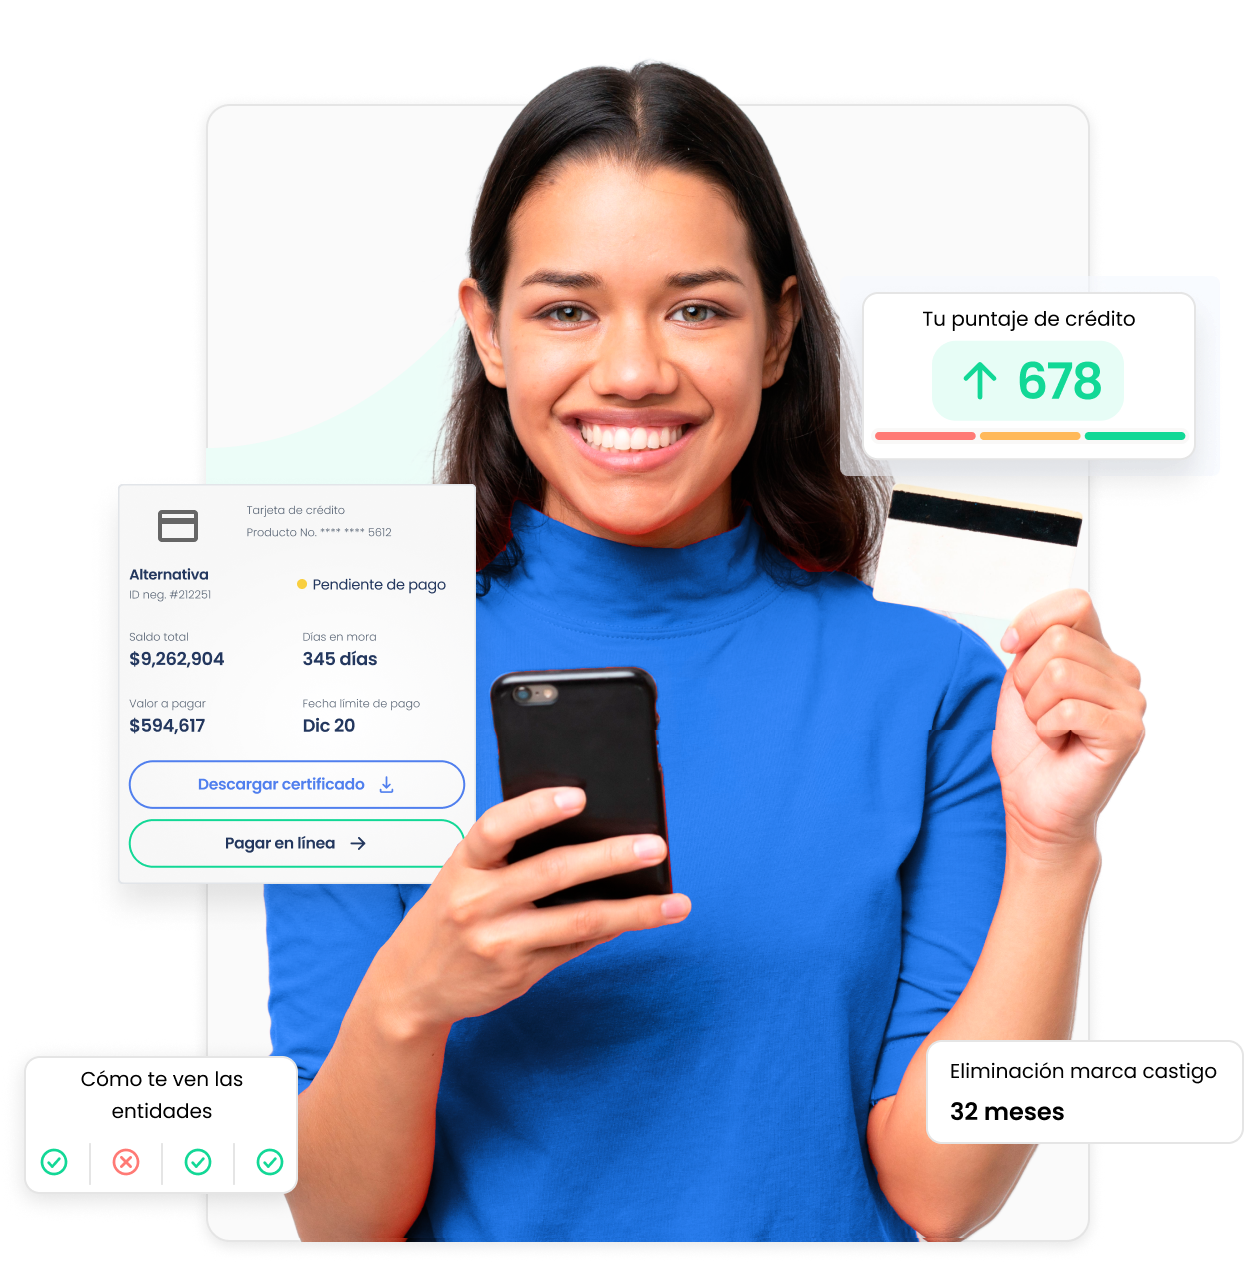 Tu puntaje de crédito
↑ 678
Tarjeta de crédito
Producto No. **** **** 5612
Alternativa
ID neg. #212251
Pendiente de pago
Saldo total
$9,262,904
Días en mora
345 días
Valor a pagar
$594,617
Fecha límite de pago
Dic 20
Descargar certificado
Pagar en línea →
Cómo te ven las
entidades
Eliminación marca castigo
32 meses